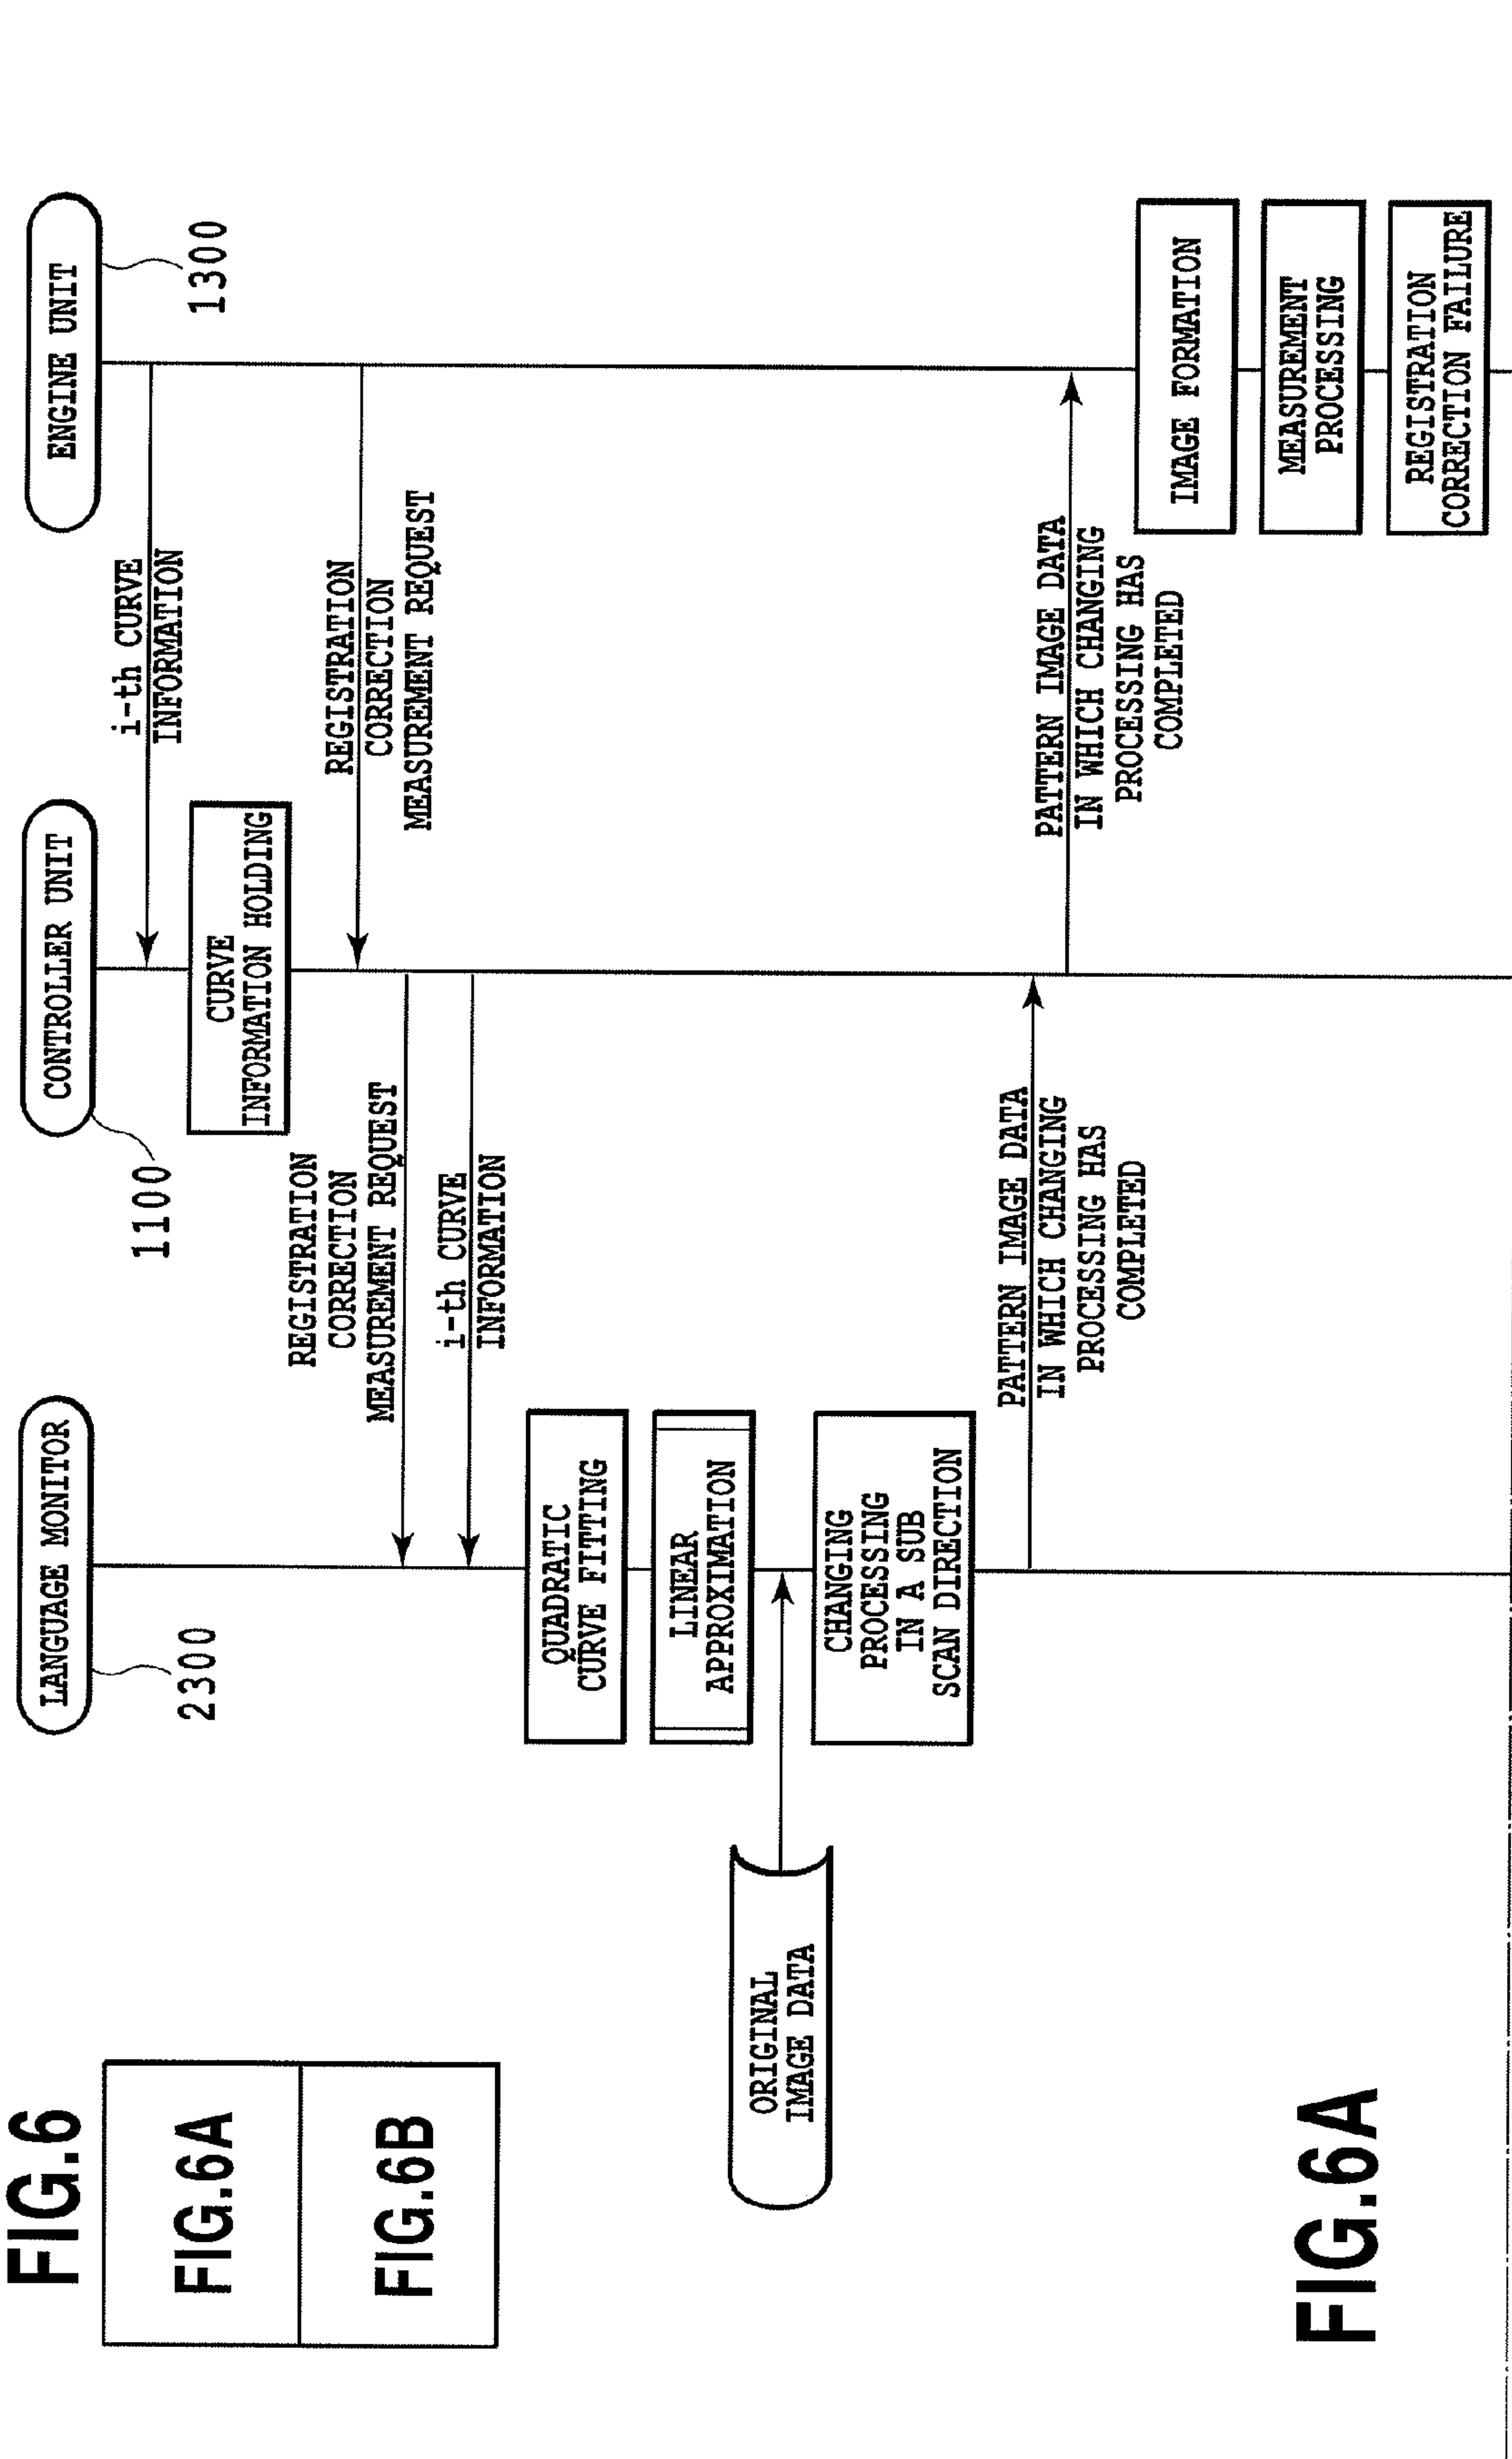 FIG.6
FIG.6A
FIG.6B
LANGUAGE MONITOR
2300
CONTROLLER UNIT
1100
ENGINE UNIT
1300
i-th CURVE
INFORMATION
CURVE
INFORMATION HOLDING
REGISTRATION
CORRECTION
MEASUREMENT REQUEST
REGISTRATION
CORRECTION
MEASUREMENT REQUEST
i-th CURVE
INFORMATION
QUADRATIC
CURVE FITTING
LINEAR
APPROXIMATION
ORIGINAL
IMAGE DATA
CHANGING
PROCESSING
IN A SUB
SCAN DIRECTION
PATTERN IMAGE DATA
IN WHICH CHANGING
PROCESSING HAS
COMPLETED
PATTERN IMAGE DATA
IN WHICH CHANGING
PROCESSING HAS
COMPLETED
IMAGE FORMATION
MEASUREMENT
PROCESSING
REGISTRATION
CORRECTION FAILURE
FIG.6A